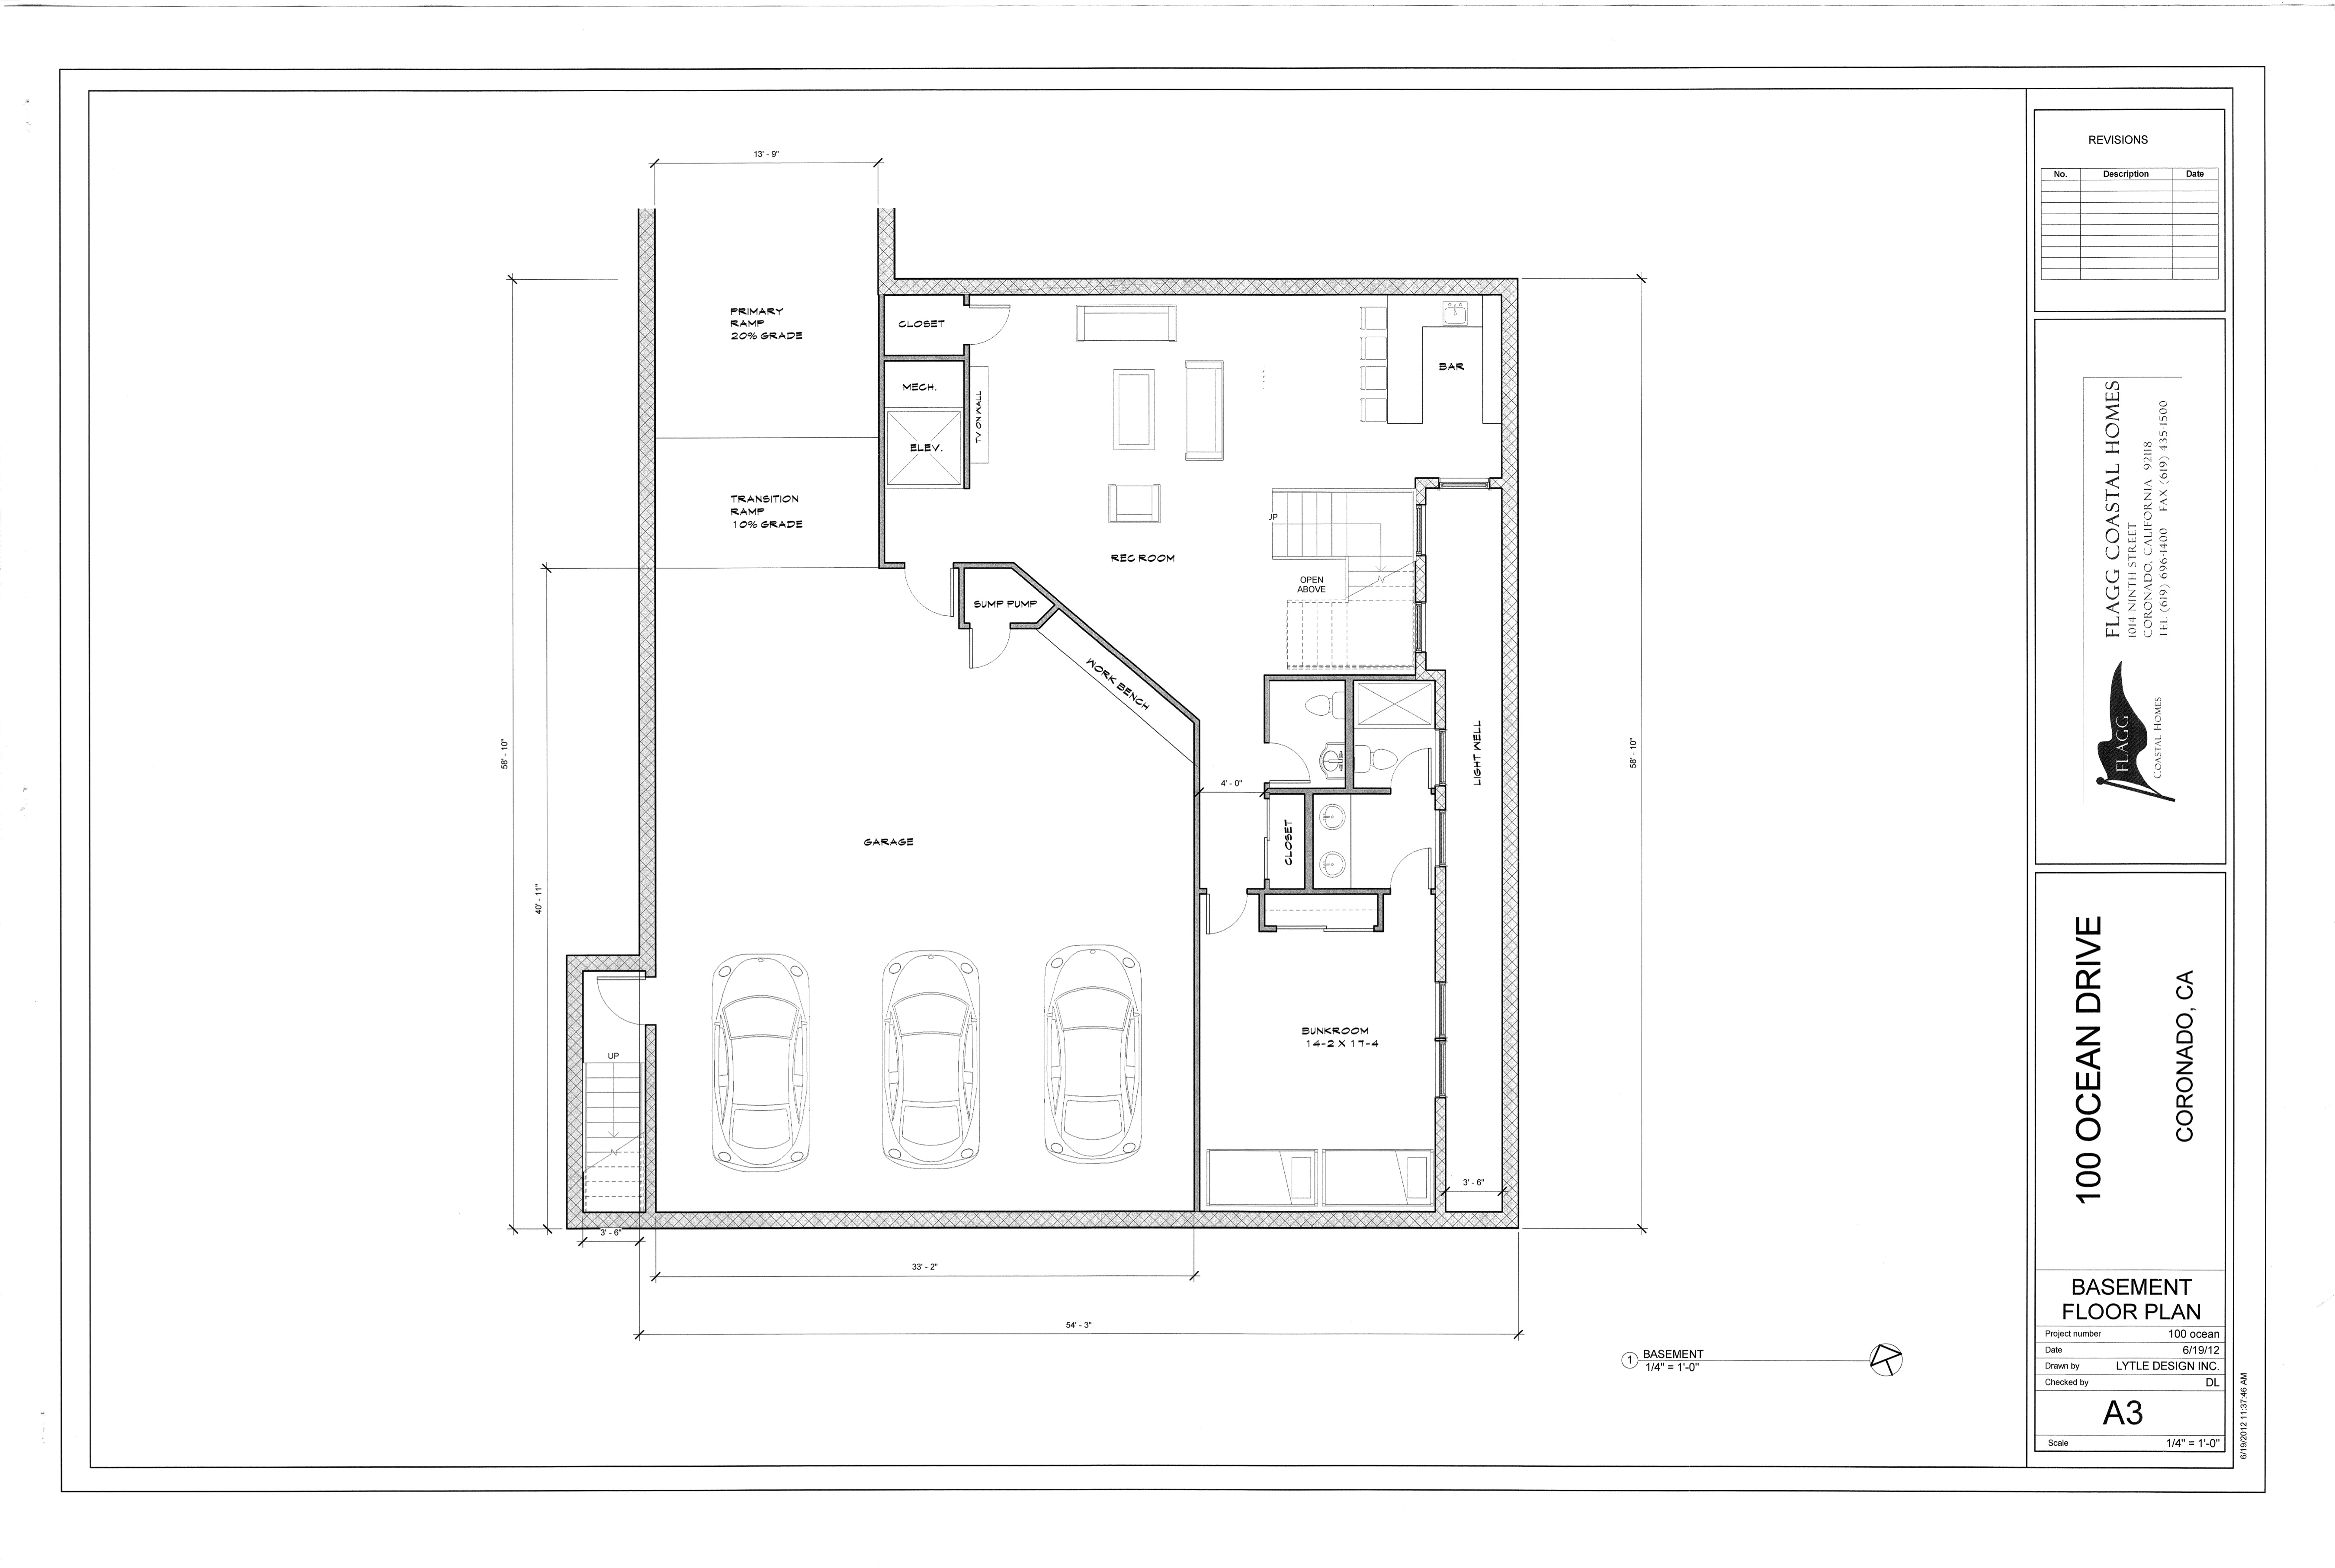 13' - 9"
PRIMARY
RAMP
20% GRADE
CLOSET
MECH.
ELEV.
TV ON WALL
BAR
TRANSITION
RAMP
10% GRADE
UP
REC ROOM
OPEN
ABOVE
SUMP PUMP
WORK BENCH
58' - 10"
40' - 11"
4' - 0"
LIGHT WELL
58' - 10"
GARAGE
CLOSET
BUNKROOM
14-2 X 17-4
UP
3' - 6"
3' - 6"
33' - 2"
54' - 3"
1
BASEMENT
1/4" = 1'-0"
REVISIONS
No. Description Date
FLAGG COASTAL HOMES
1014 NINTH STREET
CORONADO, CALIFORNIA 92118
TEL (619) 696-1400 FAX (619) 435-1500
FLAGG
COASTAL HOMES
100 OCEAN DRIVE
CORONADO, CA
BASEMENT
FLOOR PLAN
Project number 100 ocean
Date 6/19/12
Drawn by LYTLE DESIGN INC.
Checked by DL
A3
Scale 1/4" = 1'-0"
6/19/2012 11:37:46 AM